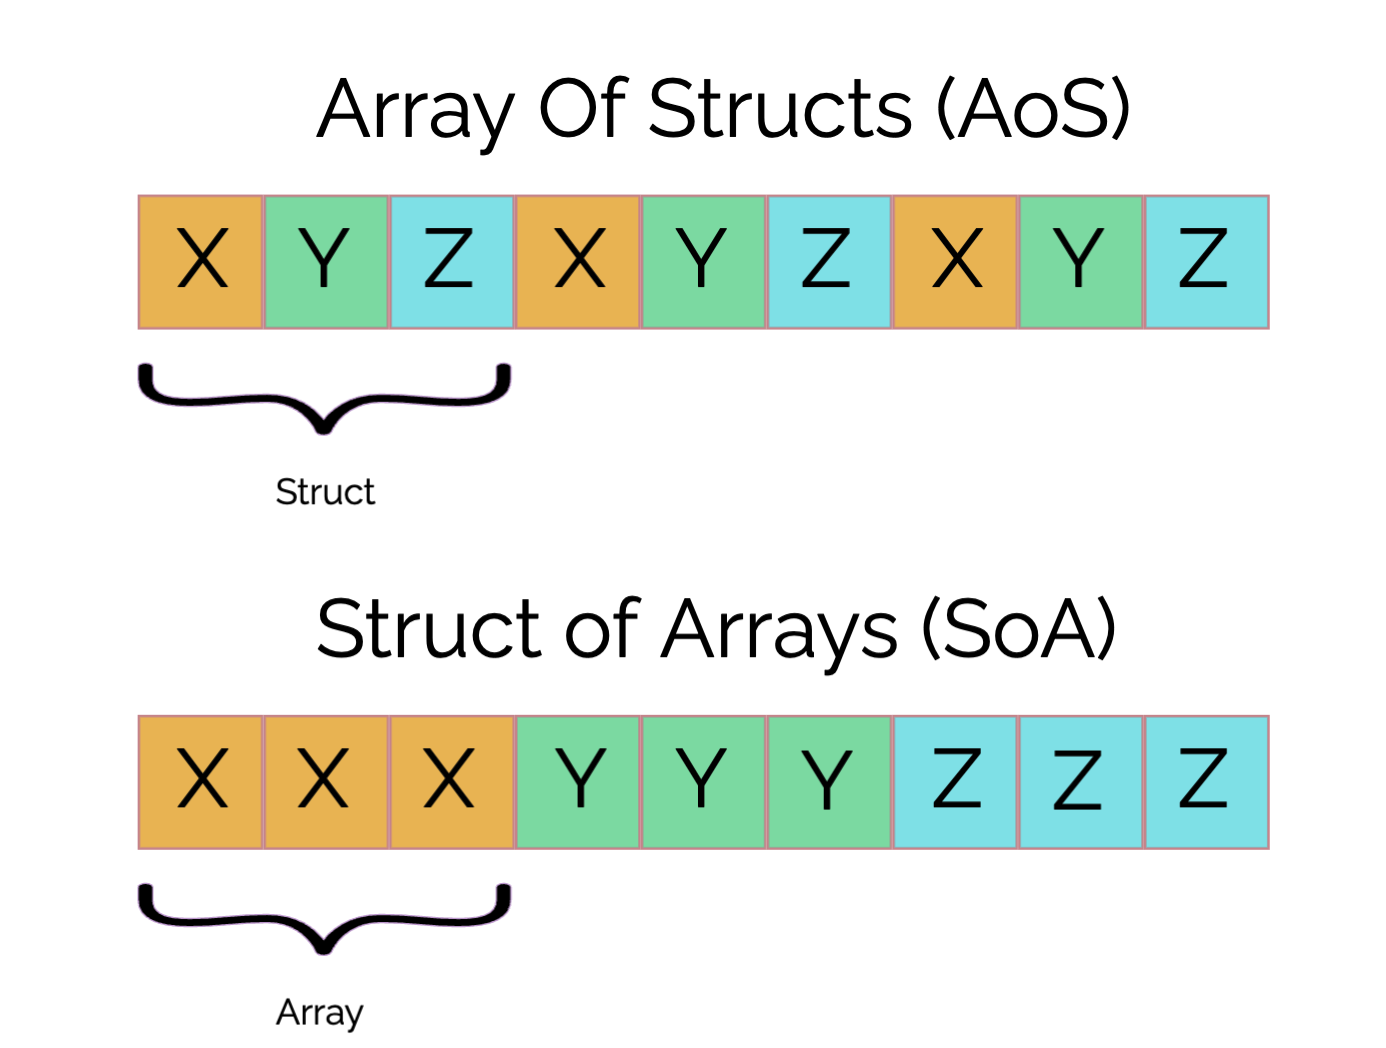 Array Of Structs (AoS)
X Y Z X Y Z X Y Z
Struct
Struct of Arrays (SoA)
X X X Y Y Y Z Z Z
Array